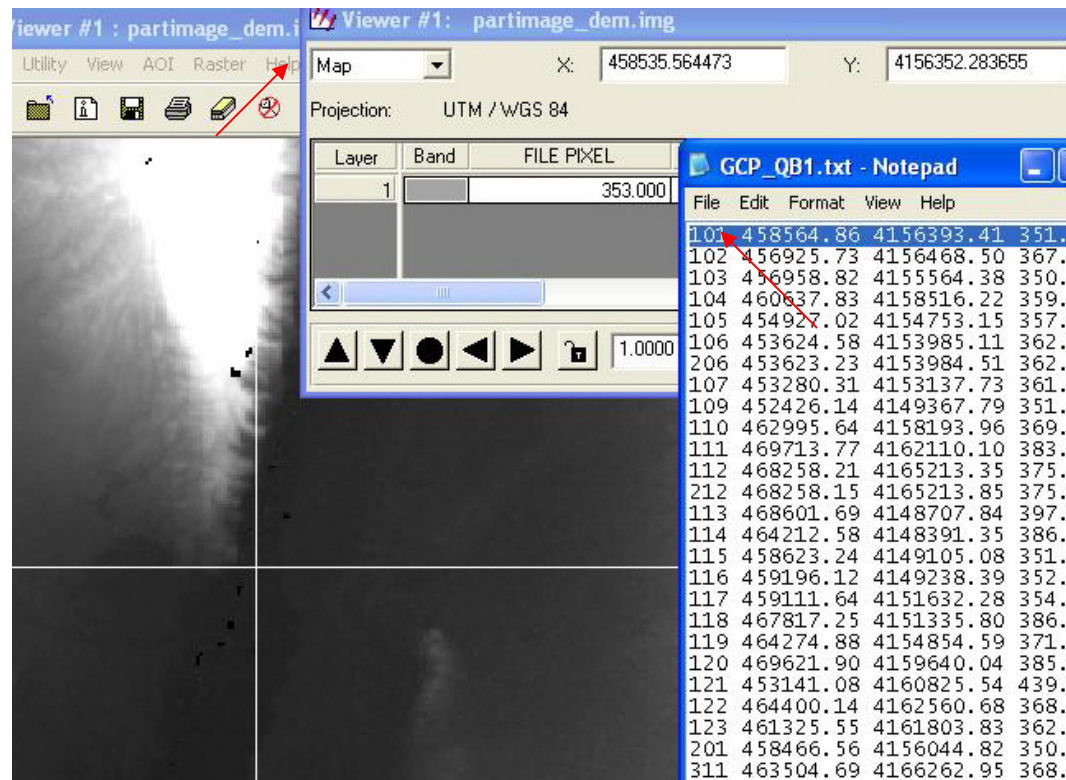 Viewer #1 : partimage_dem.i
Utility View AOI Raster Help
Viewer #1: partimage_dem.img
Map X: 458535.564473 Y: 4156352.283655
Projection: UTM / WGS 84
Layer Band FILE PIXEL
1 353.000
1.0000
GCP_QB1.txt - Notepad
File Edit Format View Help
101 458564.86 4156393.41 351.
102 456925.73 4156468.50 367.
103 456958.82 4155564.38 350.
104 460637.83 4158516.22 359.
105 454927.02 4154753.15 357.
106 453624.58 4153985.11 362.
206 453623.23 4153984.51 362.
107 453280.31 4153137.73 361.
109 452426.14 4149367.79 351.
110 462995.64 4158193.96 369.
111 469713.77 4162110.10 383.
112 468258.21 4165213.35 375.
212 468258.15 4165213.85 375.
113 468601.69 4148707.84 397.
114 464212.58 4148391.35 386.
115 458623.24 4149105.08 351.
116 459196.12 4149238.39 352.
117 459111.64 4151632.28 354.
118 467817.25 4151335.80 386.
119 464274.88 4154854.59 371.
120 469621.90 4159640.04 385.
121 453141.08 4160825.54 439.
122 464400.14 4162560.68 368.
123 461325.55 4161803.83 362.
201 458466.56 4156044.82 350.
311 463504.69 4166262.95 368.